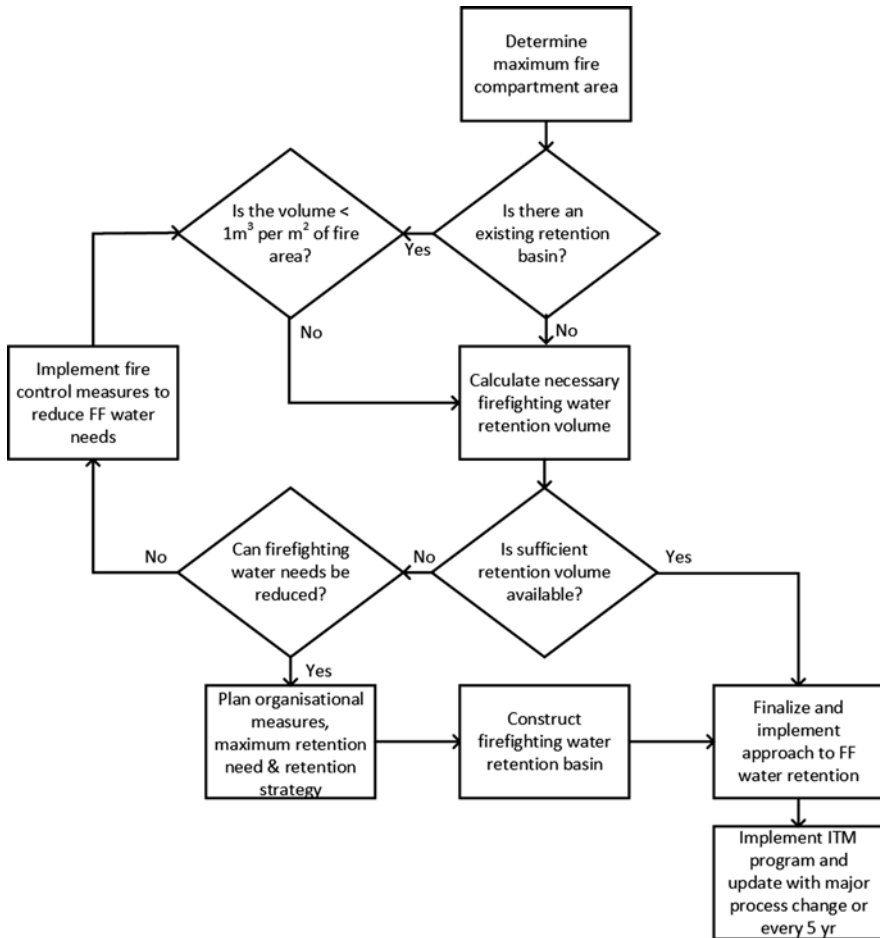 Determine
maximum fire
compartment area
Is the volume <
1m³ per m² of fire
area?
Is there an
existing retention
basin?
Yes
No
No
Implement fire
control measures to
reduce FF water
needs
Calculate necessary
firefighting water
retention volume
Can firefighting
water needs be
reduced?
Is sufficient
retention volume
available?
No
No
Yes
Yes
Plan organisational
measures,
maximum retention
need & retention
strategy
Construct
firefighting water
retention basin
Finalize and
implement
approach to FF
water retention
Implement ITM
program and
update with major
process change or
every 5 yr